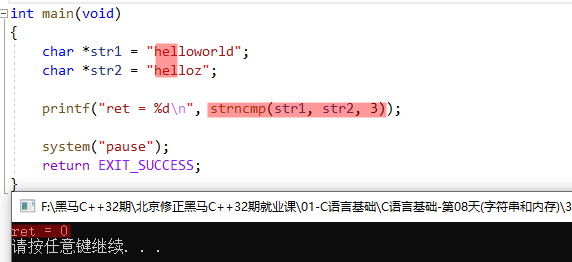 int main(void)
{
char *str1 = "helloworld";
char *str2 = "helloz";
printf("ret = %d\n", strncmp(str1, str2, 3));
system("pause");
return EXIT_SUCCESS;
}
F:\黑马C++32期\北京修正黑马C++32期就业课\01-C语言基础\C语言基础-第08天(字符串和内存)\3
ret = 0
请按任意键继续. . .